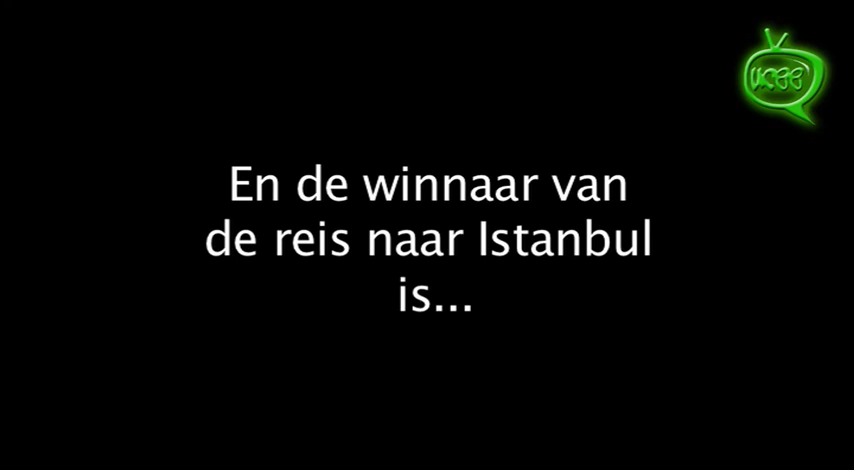 En de winnaar van
de reis naar Istanbul
is...